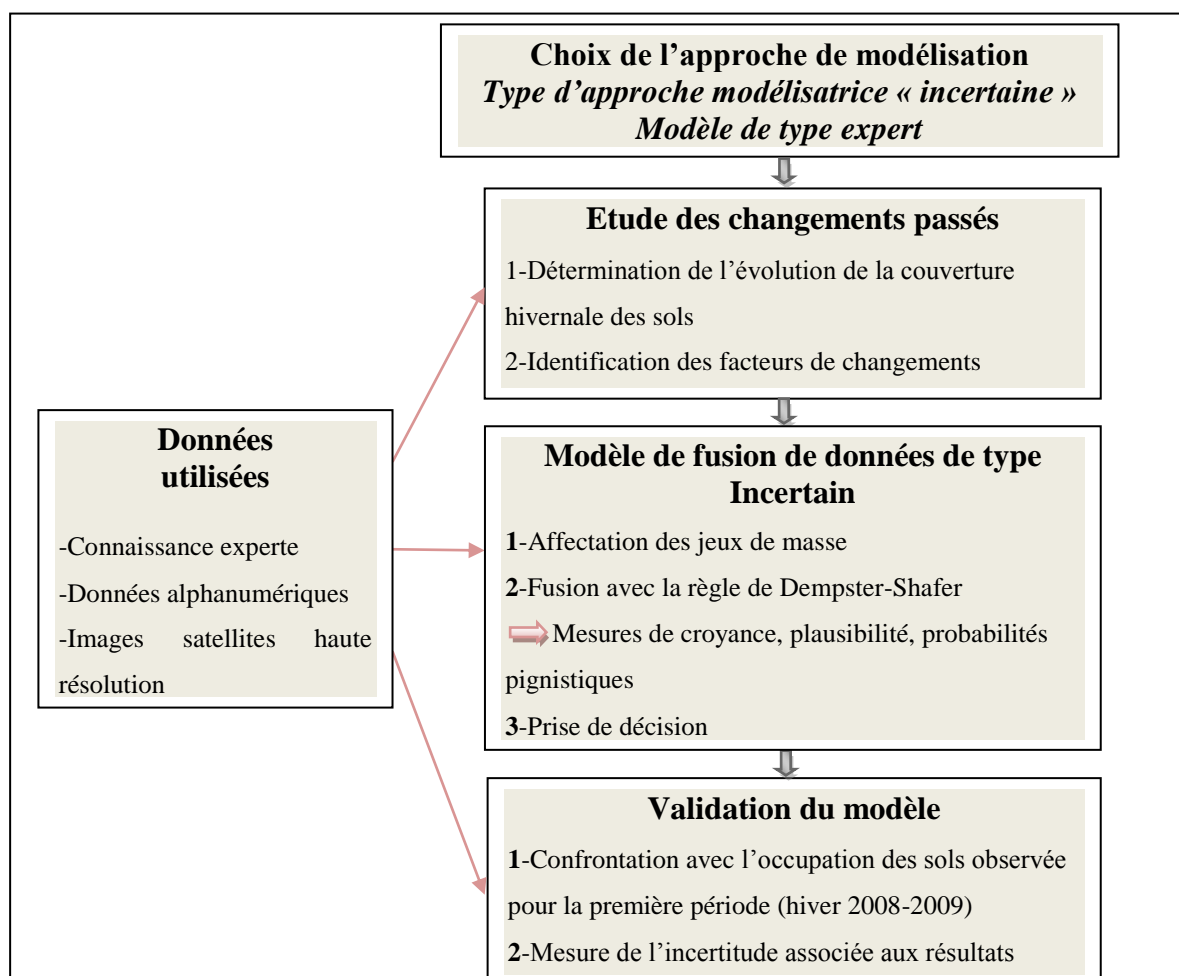 Choix de l’approche de modélisation
Type d’approche modélisatrice « incertaine »
Modèle de type expert
Etude des changements passés
1-Détermination de l’évolution de la couverture
hivernale des sols
2-Identification des facteurs de changements
Données
utilisées
-Connaissance experte
-Données alphanumériques
-Images satellites haute
résolution
Modèle de fusion de données de type
Incertain
1-Affectation des jeux de masse
2-Fusion avec la règle de Dempster-Shafer
Mesures de croyance, plausibilité, probabilités
pignistiques
3-Prise de décision
Validation du modèle
1-Confrontation avec l’occupation des sols observée
pour la première période (hiver 2008-2009)
2-Mesure de l’incertitude associée aux résultats